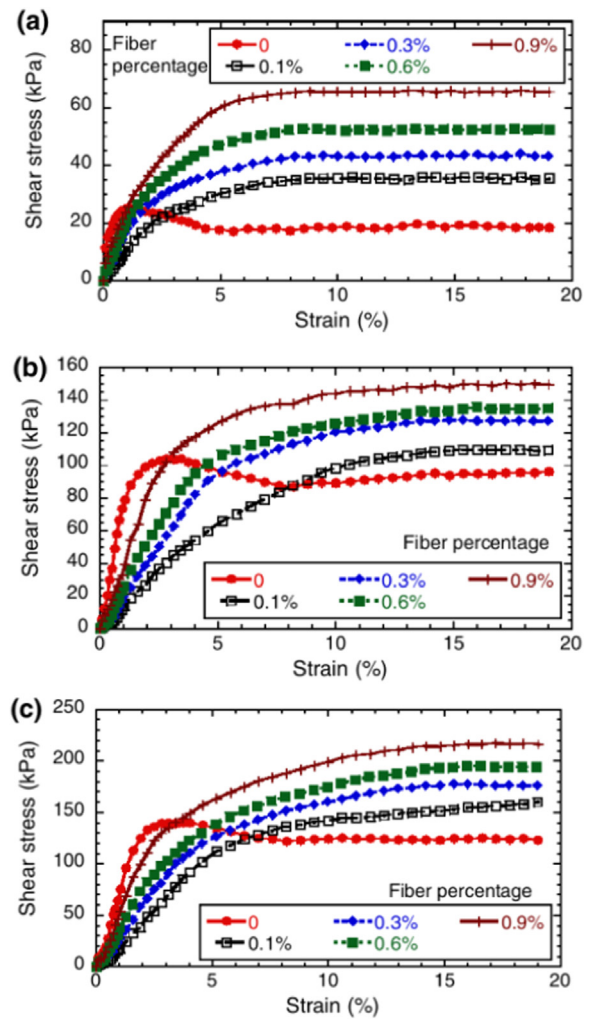 (a)
Fiber
percentage
0 0.3% 0.9%
0.1% 0.6%
80
60
40
20
0
Shear stress (kPa)
0 5 10 15 20
Strain (%)
(b)
160
140
120
100
80
60
40
20
0
Shear stress (kPa)
Fiber percentage
0 0.3% 0.9%
0.1% 0.6%
0 5 10 15 20
Strain (%)
(c)
250
200
150
100
50
0
Shear stress (kPa)
Fiber percentage
0 0.3% 0.9%
0.1% 0.6%
0 5 10 15 20
Strain (%)